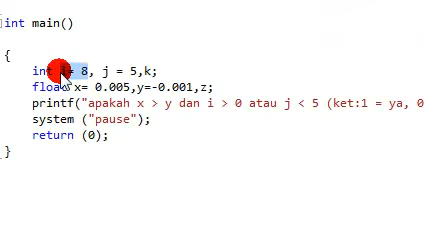 int main()
{
int = 8, j = 5,k;
float x= 0.005,y=-0.001,z;
printf("apakah x > y dan i > 0 atau j < 5 (ket:1 = ya, 0
system ("pause");
return (0);
}